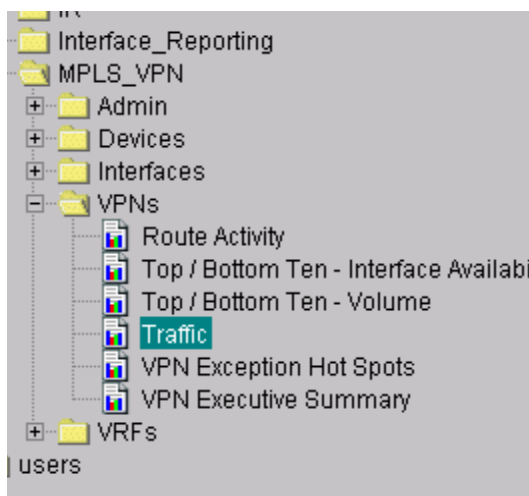 IR
Interface_Reporting
MPLS_VPN
Admin
Devices
Interfaces
VPNs
Route Activity
Top / Bottom Ten - Interface Availabi
Top / Bottom Ten - Volume
Traffic
VPN Exception Hot Spots
VPN Executive Summary
VRFs
users